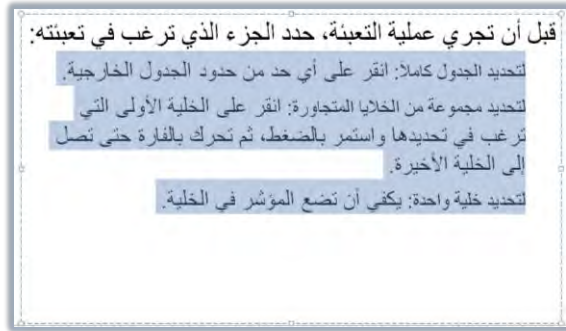 قبل أن تجري عملية التعبئة، حدد الجزء الذي ترغب في تعبئته:
لتحديد الجدول كاملا: انقر على أي حد من حدود الجدول الخارجية.
لتحديد مجموعة من الخلايا المتجاورة: انقر على الخلية الأولى التي
ترغب في تحديدها واستمر بالضغط، ثم تحرك بالفارة حتى تصل
إلى الخلية الأخيرة.
لتحديد خلية واحدة: يكفي أن تضع المؤشر في الخلية.